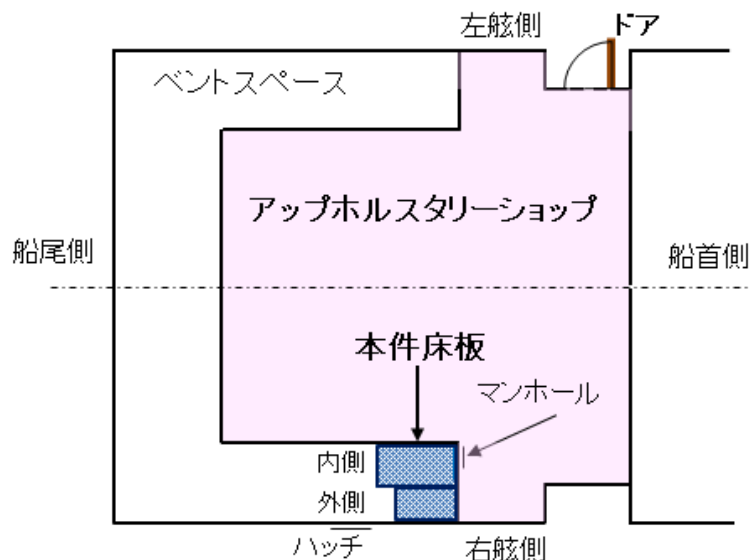 左舷側
ドア
ベントスペース
アップホルスタリーショップ
船尾側
船首側
本件床板
マンホール
内側
外側
ハッチ
右舷側